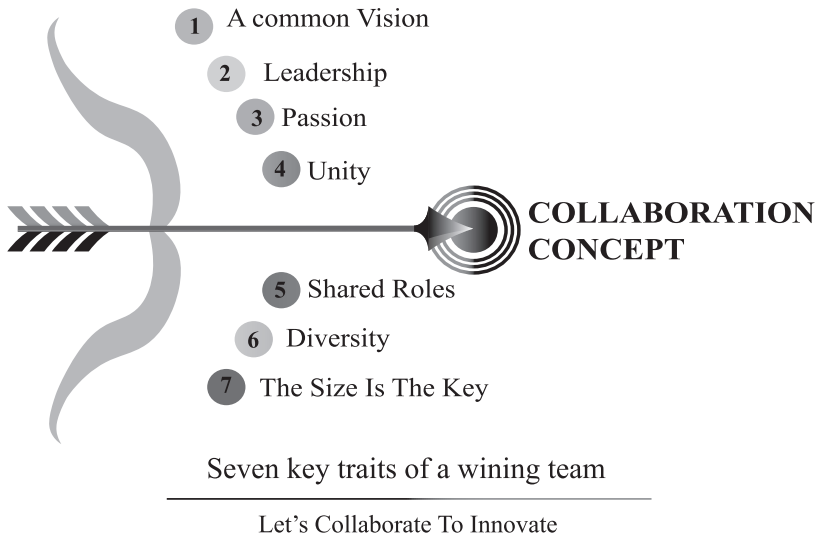 1 A common Vision
2 Leadership
3 Passion
4 Unity
COLLABORATION
CONCEPT
5 Shared Roles
6 Diversity
7 The Size Is The Key
Seven key traits of a wining team
Let's Collaborate To Innovate